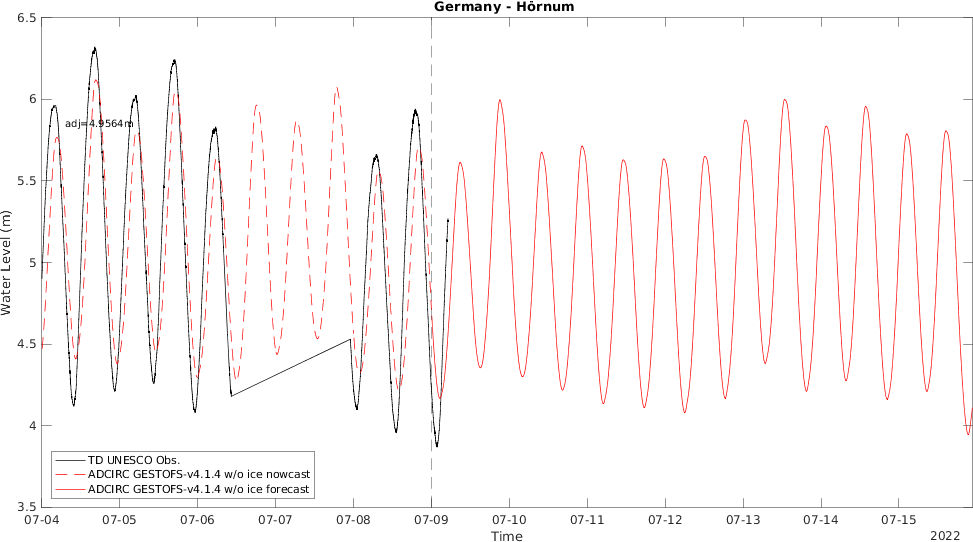 Germany - Hörnum
6.5
6
5.5
5
4.5
4
3.5
Water Level (m)
adj=4.9564m
TD UNESCO Obs.
ADCIRC GESTOFS-v4.1.4 w/o ice nowcast
ADCIRC GESTOFS-v4.1.4 w/o ice forecast
07-04 07-05 07-06 07-07 07-08 07-09 07-10 07-11 07-12 07-13 07-14 07-15
Time
2022